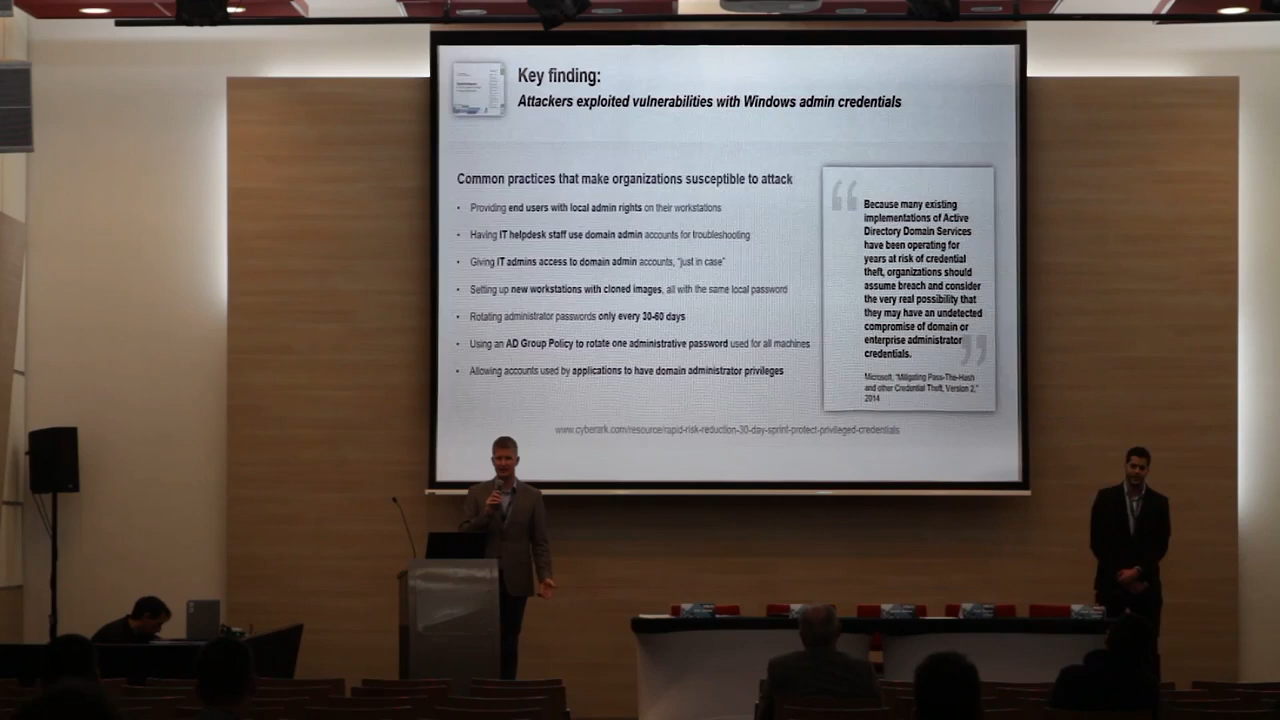 Key finding:
Attackers exploited vulnerabilities with Windows admin credentials
Common practices that make organizations susceptible to attack
• Providing end users with local admin rights on their workstations
• Having IT helpdesk staff use domain admin accounts for troubleshooting
• Giving IT admins access to domain admin accounts, "just in case"
• Setting up new workstations with cloned images, all with the same local password
• Rotating administrator passwords only every 30-60 days
• Using an AD Group Policy to rotate one administrative password used for all machines
• Allowing accounts used by applications to have domain administrator privileges
“
Because many existing
implementations of Active
Directory Domain Services
have been operating for
years at risk of credential
theft, organizations should
assume breach and consider
the very real possibility that
they may have an undetected
compromise of domain or
enterprise administrator
credentials.
”
Microsoft, "Mitigating Pass-The-Hash
and other Credential Theft, Version 2,"
2014
www.cyberark.com/resource/rapid-risk-reduction-30-day-sprint-protect-privileged-credentials